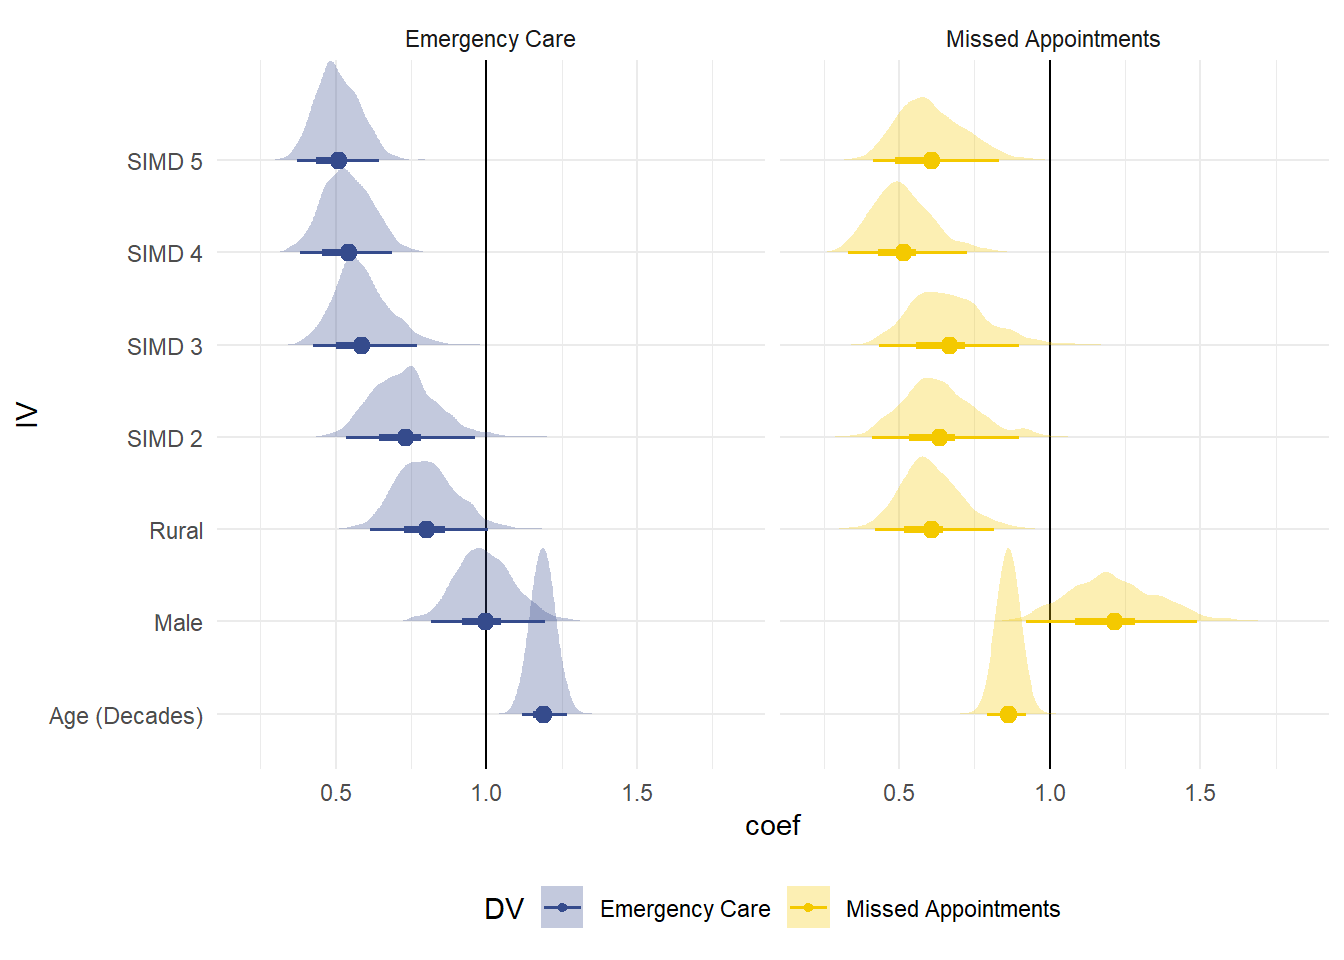 Emergency Care
Missed Appointments
SIMD 5
SIMD 4
SIMD 3
SIMD 2
Rural
Male
Age (Decades)
IV
0.5 1.0 1.5
0.5 1.0 1.5
coef
DV Emergency Care Missed Appointments